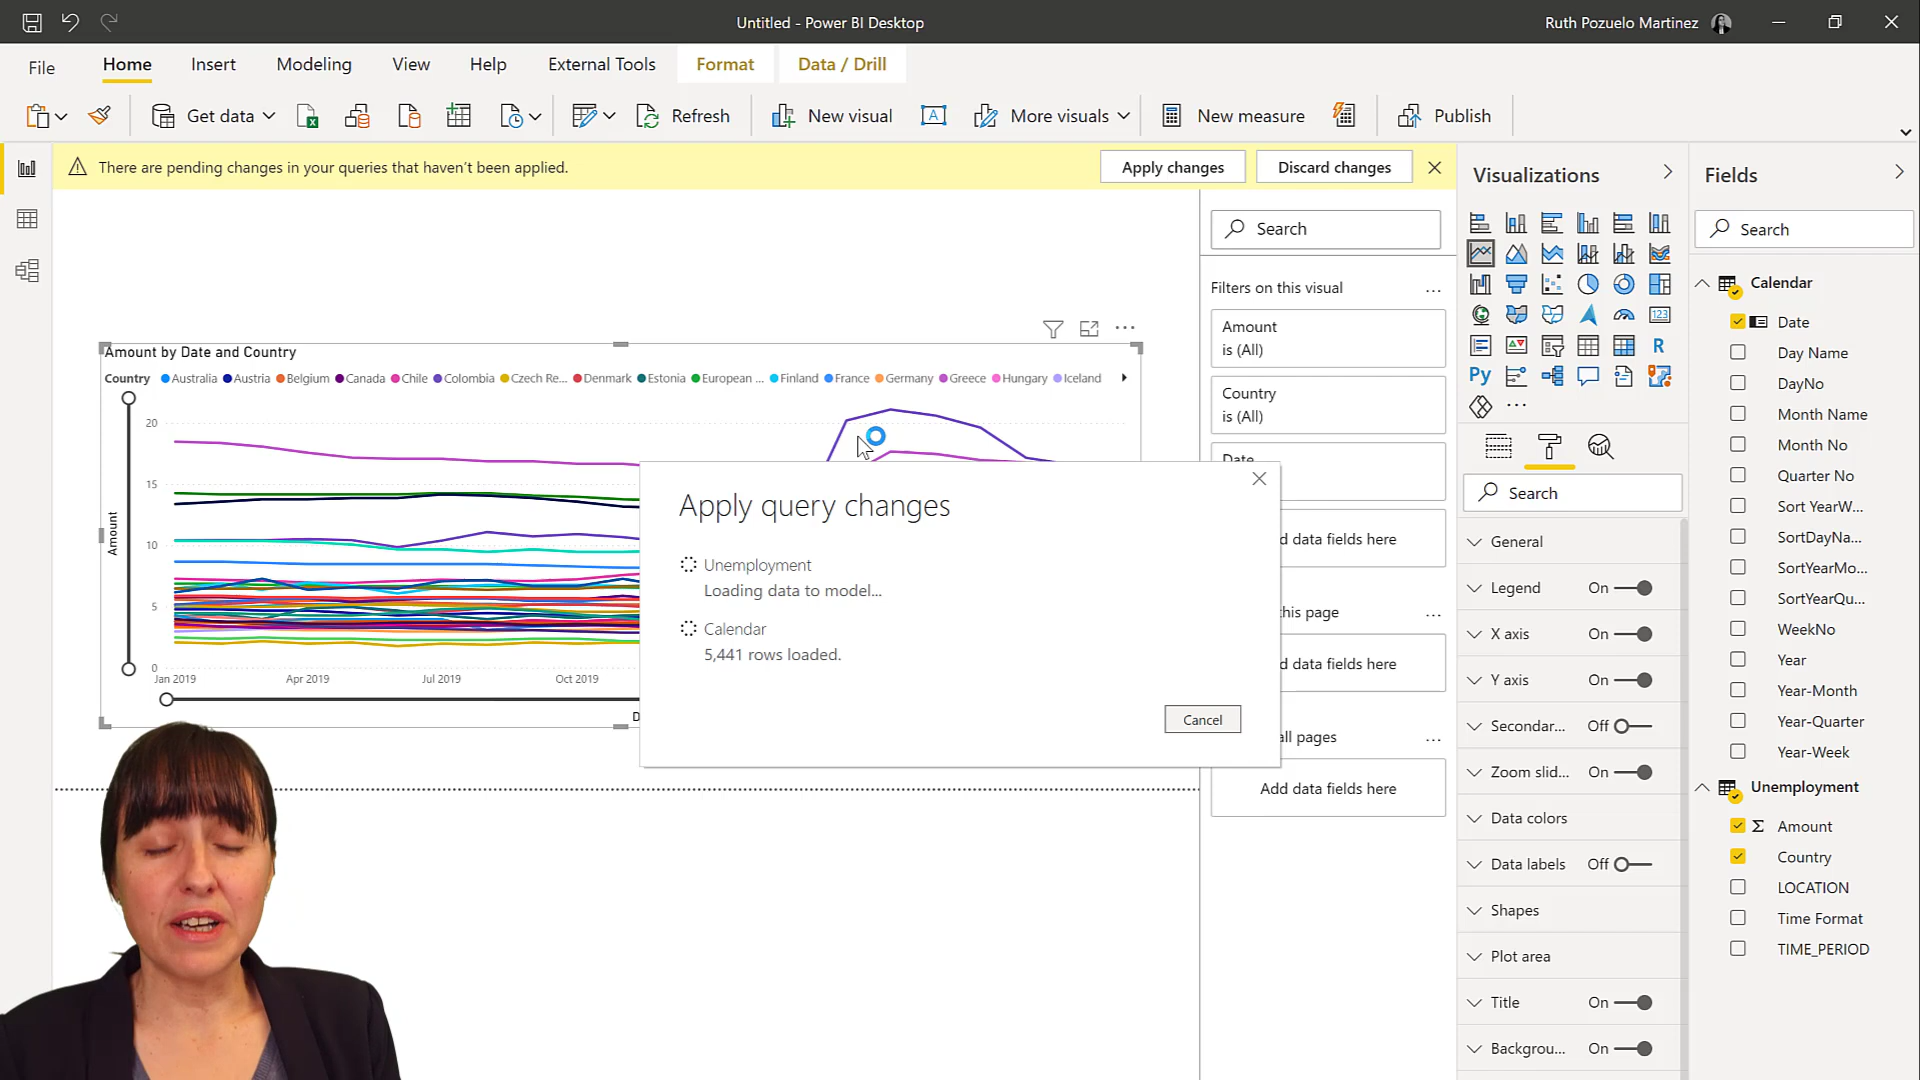 Untitled - Power BI Desktop
Ruth Pozuelo Martinez
File
Home
Insert
Modeling
View
Help
External Tools
Format
Data / Drill
Get data
Refresh
New visual
More visuals
New measure
Publish
There are pending changes in your queries that haven't been applied.
Apply changes
Discard changes
Search
Filters on this visual
...
Amount
is (All)
Country
is (All)
Date
d data fields here
his page
...
d data fields here
all pages
...
Add data fields here
Amount by Date and Country
Country Australia Austria Belgium Canada Chile Colombia Czech Re... Denmark Estonia European ... Finland France Germany Greece Hungary Iceland
Amount
20
15
10
5
0
Jan 2019
Apr 2019
Jul 2019
Oct 2019
D
Apply query changes
Unemployment
Loading data to model...
Calendar
5,441 rows loaded.
Cancel
Visualizations
R
Py
123
...
Search
General
Legend On
X axis On
Y axis On
Secondar... Off
Zoom slid... On
Data colors
Data labels Off
Shapes
Plot area
Title On
Backgrou... On
Fields
Search
Calendar
Date
Day Name
DayNo
Month Name
Month No
Quarter No
Sort YearW...
SortDayNa...
SortYearMo...
SortYearQu...
WeekNo
Year
Year-Month
Year-Quarter
Year-Week
Unemployment
Σ Amount
Country
LOCATION
Time Format
TIME_PERIOD